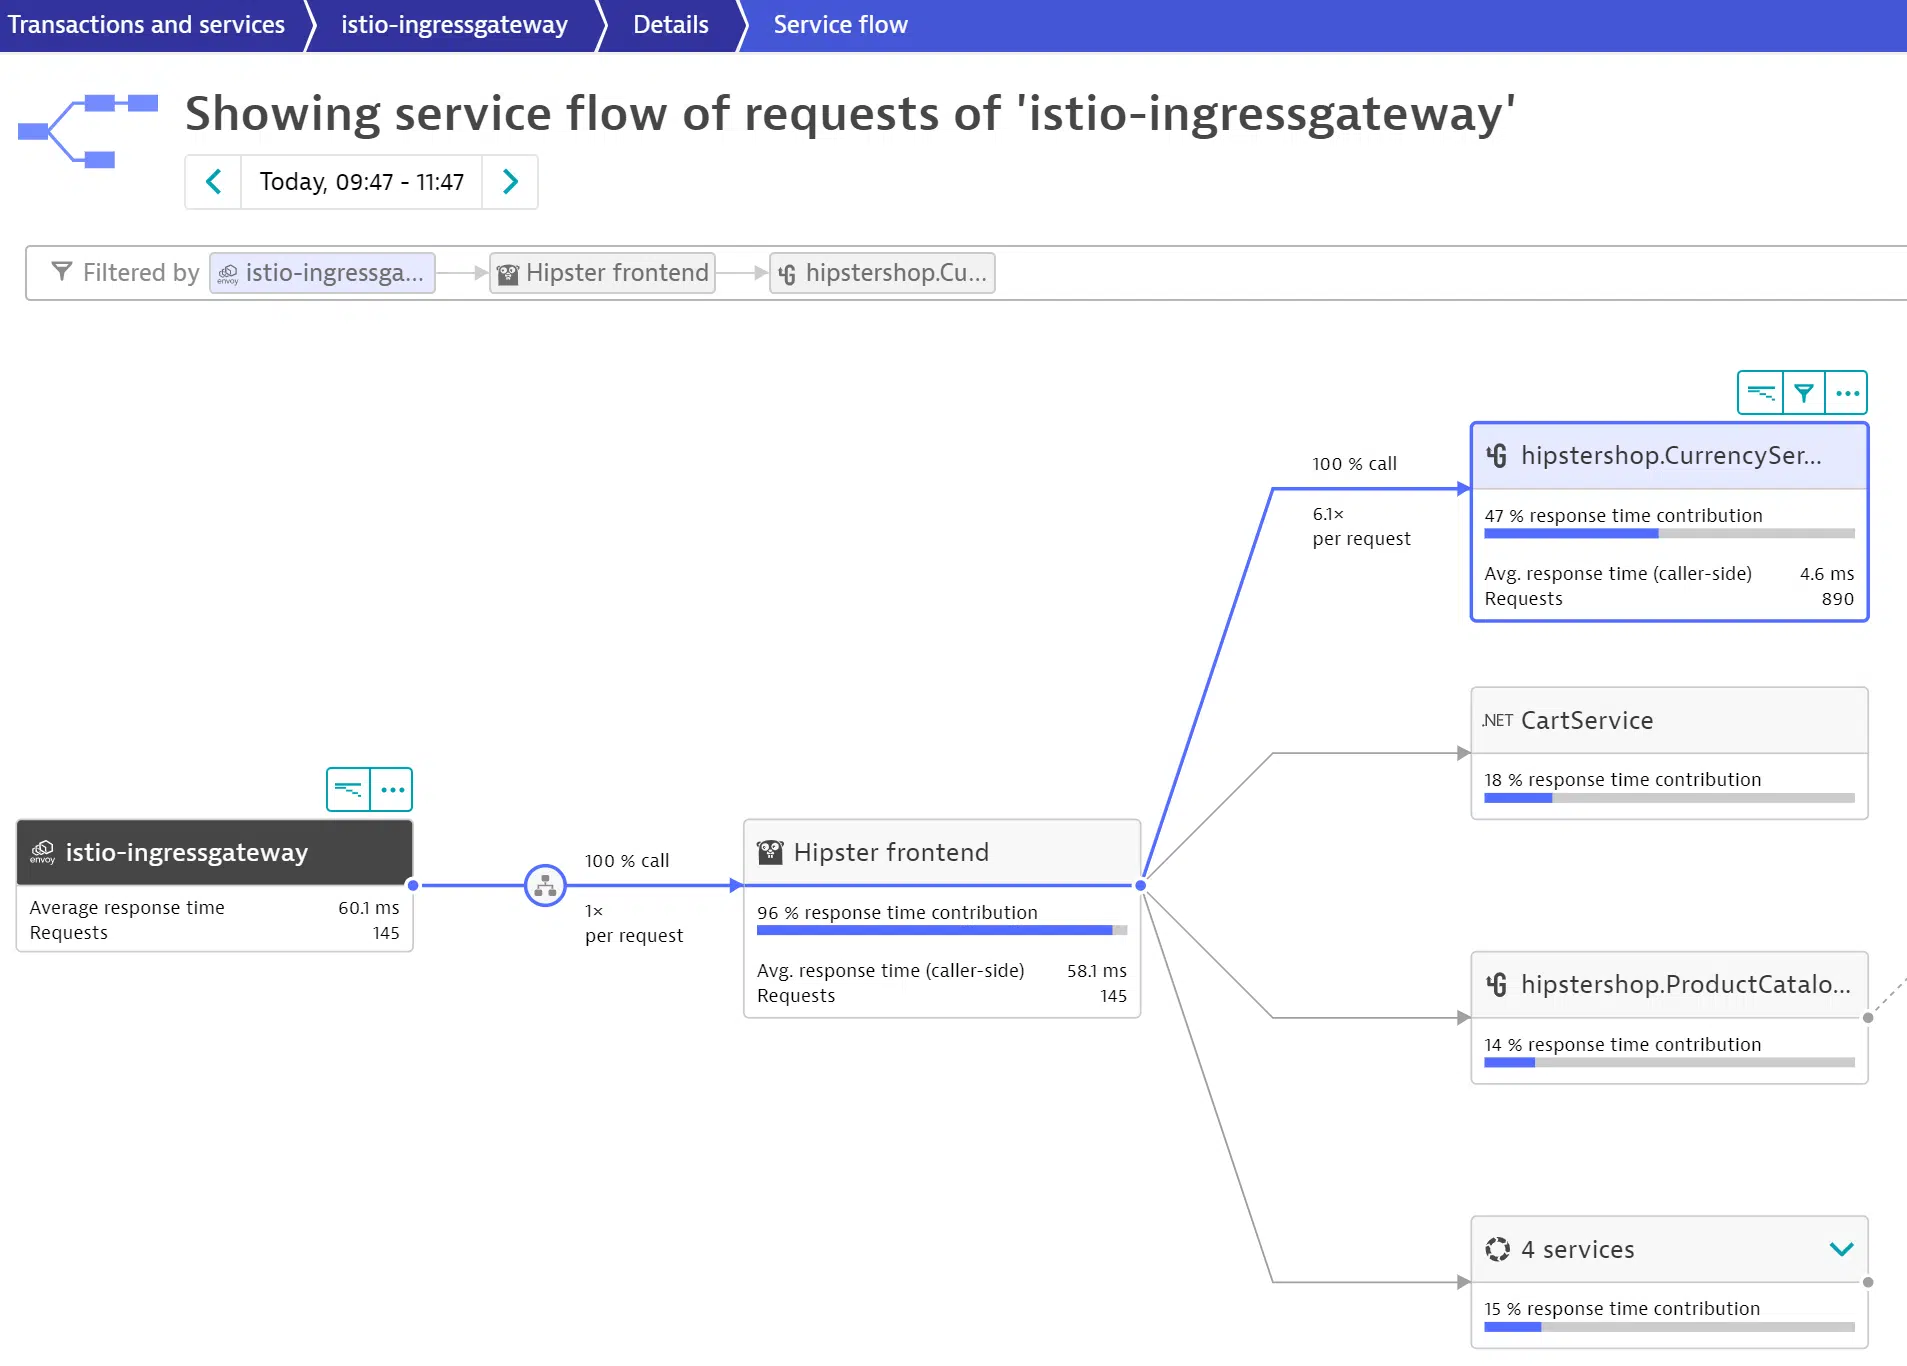 Transactions and services
istio-ingressgateway
Details
Service flow
Showing service flow of requests of 'istio-ingressgateway'
Today, 09:47 - 11:47
Filtered by
envoy
istio-ingressga...
Hipster frontend
hipstershop.Cu...
100 % call
6.1×
per request
hipstershop.CurrencySer...
47 % response time contribution
Avg. response time (caller-side) 4.6 ms
Requests 890
.NET CartService
18 % response time contribution
envoy
istio-ingressgateway
Average response time 60.1 ms
Requests 145
100 % call
1×
per request
Hipster frontend
96 % response time contribution
Avg. response time (caller-side) 58.1 ms
Requests 145
hipstershop.ProductCatalo...
14 % response time contribution
4 services
15 % response time contribution